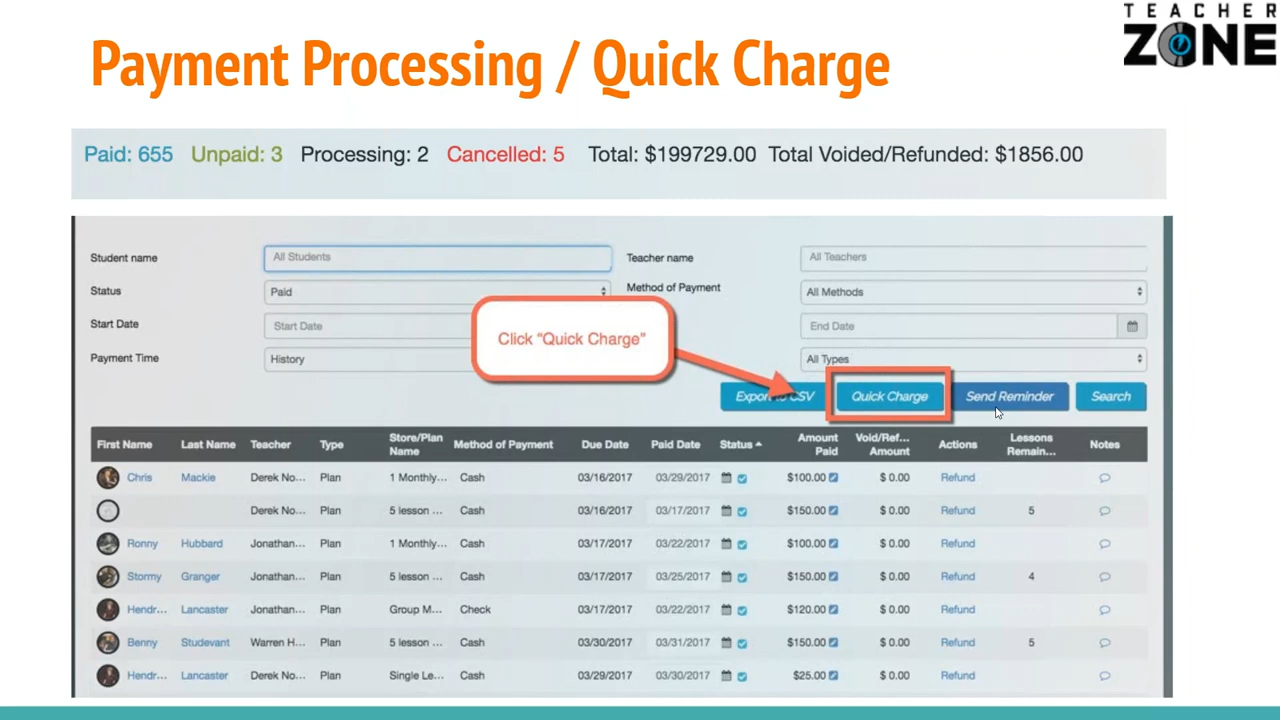 TEACHER
ZONE
Payment Processing / Quick Charge
Paid: 655 Unpaid: 3 Processing: 2 Cancelled: 5 Total: $199729.00 Total Voided/Refunded: $1856.00
Student name All Students Teacher name All Teachers
Status Paid Method of Payment All Methods
Start Date Start Date End Date
Click “Quick Charge”
Payment Time History All Types
Export to CSV Quick Charge Send Reminder Search
First Name Last Name Teacher Type Store/Plan Name Method of Payment Due Date Paid Date Status Amount Paid Void/Ref... Amount Actions Lessons Remain... Notes
Chris Mackie Derek No... Plan 1 Monthly... Cash 03/16/2017 03/29/2017 $100.00 $ 0.00 Refund
Derek No... Plan 5 lesson ... Cash 03/16/2017 03/17/2017 $150.00 $ 0.00 Refund 5
Ronny Hubbard Jonathan... Plan 1 Monthly... Cash 03/17/2017 03/22/2017 $100.00 $ 0.00 Refund
Stormy Granger Jonathan... Plan 5 lesson ... Cash 03/17/2017 03/25/2017 $150.00 $ 0.00 Refund 4
Hendr... Lancaster Jonathan... Plan Group M... Check 03/17/2017 03/22/2017 $120.00 $ 0.00 Refund
Benny Studevant Warren H... Plan 5 lesson ... Cash 03/30/2017 03/31/2017 $150.00 $ 0.00 Refund 5
Hendr... Lancaster Derek No... Plan Single Le... Cash 03/29/2017 03/30/2017 $25.00 $ 0.00 Refund